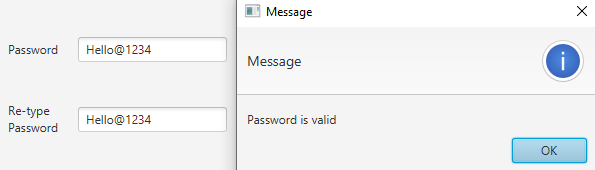 Password
Hello@1234
Re-type
Password
Hello@1234
Message
Message
i
Password is valid
OK